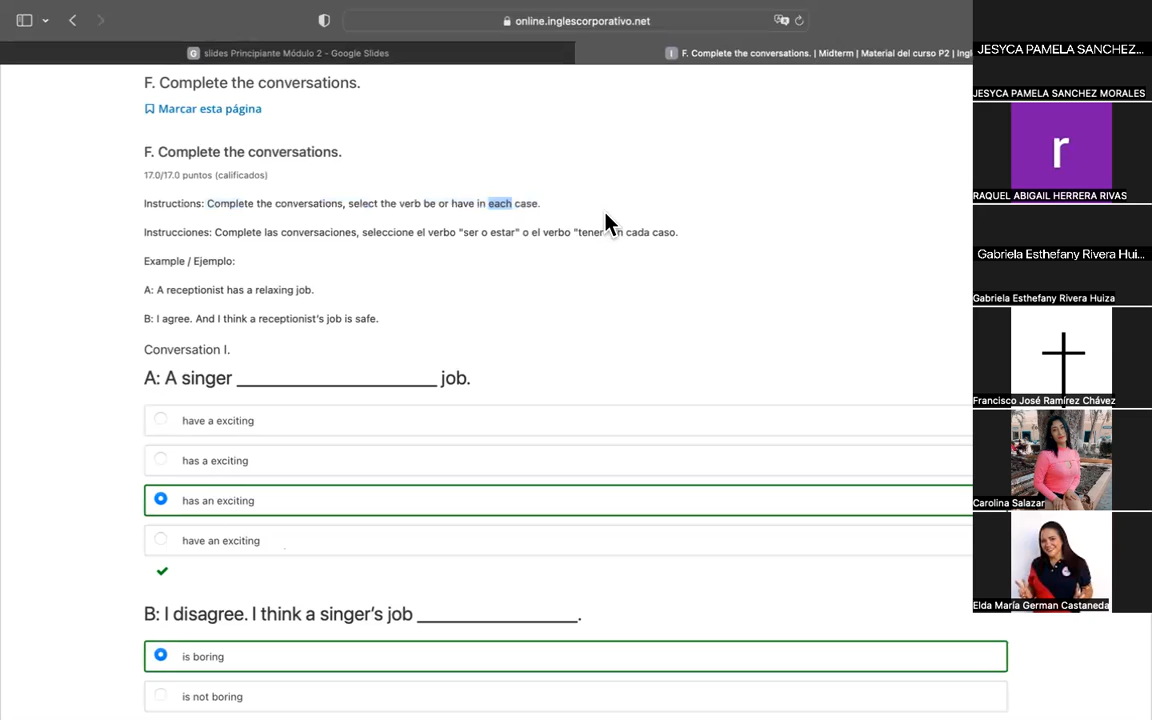 online.inglescorporativo.net
G slides Principiante Módulo 2 - Google Slides
I F. Complete the conversations. | Midterm | Material del curso P2 | Ingl
F. Complete the conversations.
Marcar esta página
F. Complete the conversations.
17.0/17.0 puntos (calificados)
Instructions: Complete the conversations, select the verb be or have in each case.
Instrucciones: Complete las conversaciones, seleccione el verbo "ser o estar" o el verbo "tener en cada caso.
Example / Ejemplo:
A: A receptionist has a relaxing job.
B: I agree. And I think a receptionist's job is safe.
Conversation I.
A: A singer ____________________ job.
have a exciting
has a exciting
has an exciting
have an exciting
B: I disagree. I think a singer's job ________________.
is boring
is not boring
JESYCA PAMELA SANCHEZ...
JESYCA PAMELA SANCHEZ MORALES
r
RAQUEL ABIGAIL HERRERA RIVAS
Gabriela Esthefany Rivera Hui...
Gabriela Esthefany Rivera Huiza
Francisco José Ramírez Chávez
Carolina Salazar
Elda María German Castaneda